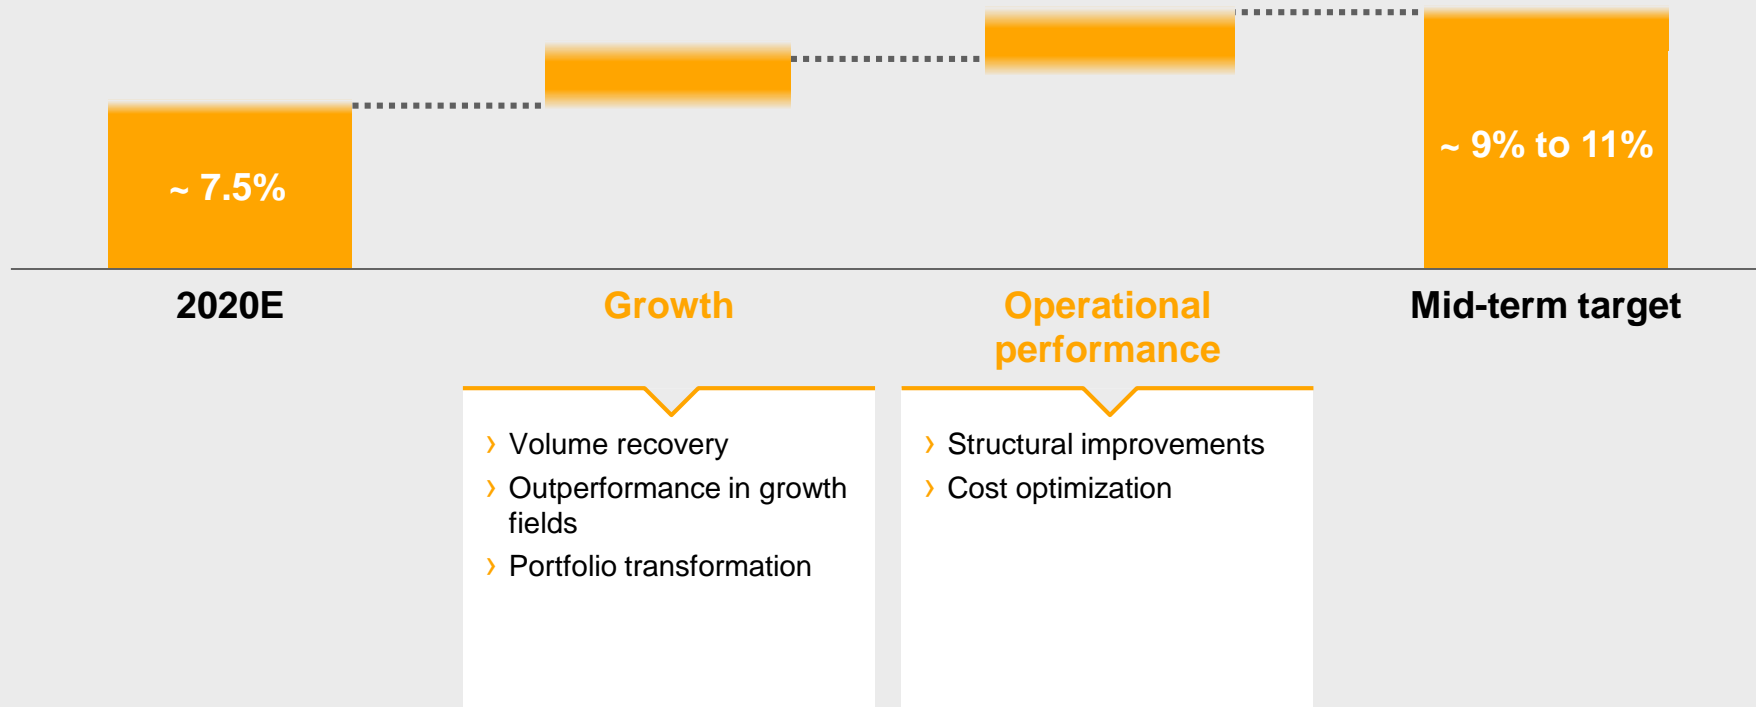 ~ 7.5%
~ 9% to 11%
2020E
Growth
Operational
performance
Mid-term target
› Volume recovery
› Outperformance in growth
fields
› Portfolio transformation
› Structural improvements
› Cost optimization